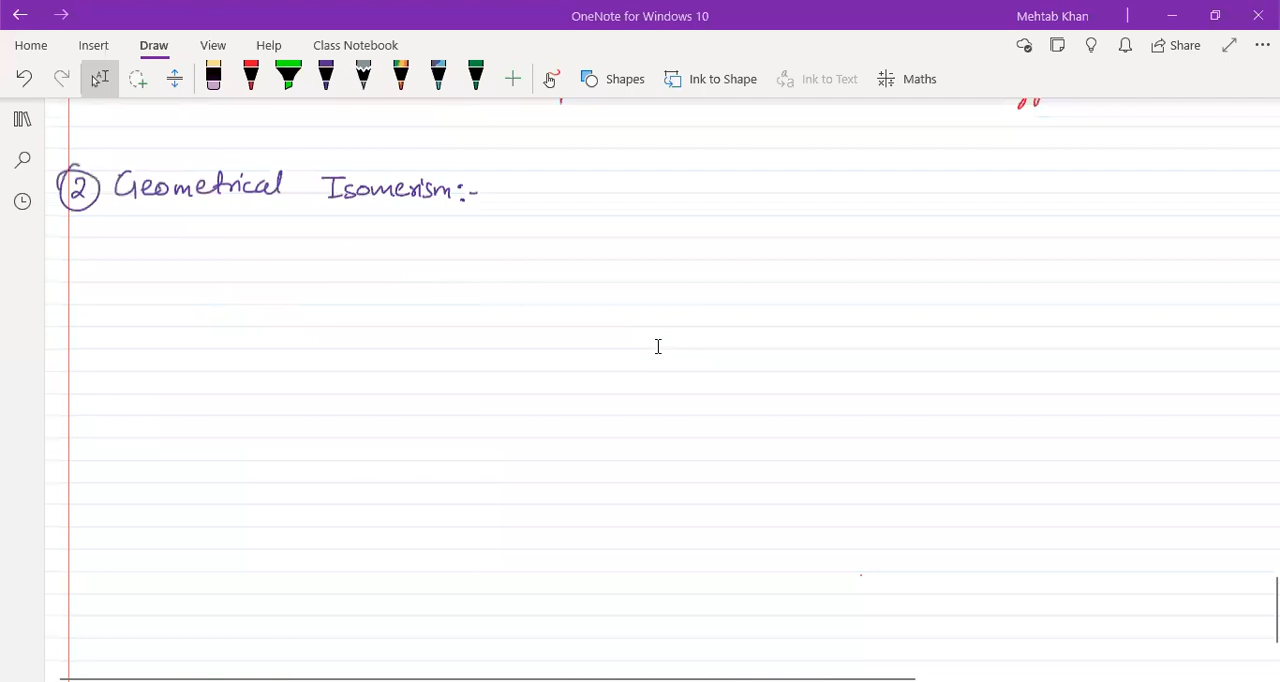 OneNote for Windows 10
Mehtab Khan
Home Insert Draw View Help Class Notebook
Share
Shapes Ink to Shape Ink to Text Maths
② Geometrical Isomerism:-